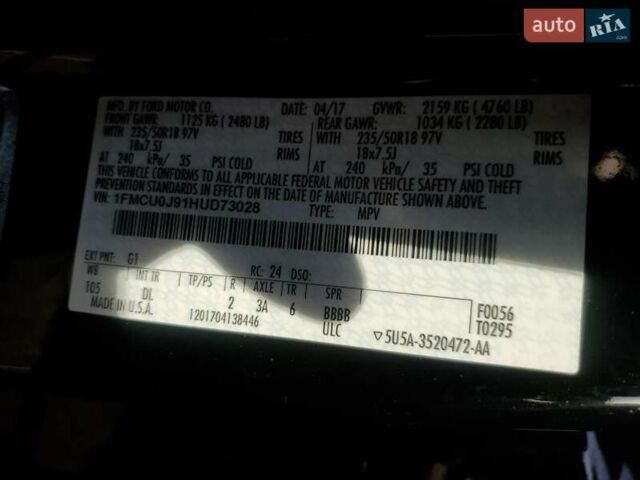 auto RIA
.com
MFD. BY FORD MOTOR CO.
DATE: 04/17 GVWR: 2159 KG ( 4760 LB)
FRONT GAWR: 1125 KG ( 2480 LB) REAR GAWR: 1034 KG ( 2280 LB)
WITH 235/50R18 97V TIRES WITH 235/50R18 97V TIRES
18x7.5J RIMS 18x7.5J RIMS
AT 240 kPa/ 35 PSI COLD AT 240 kPa/ 35 PSI COLD
THIS VEHICLE CONFORMS TO ALL APPLICABLE FEDERAL MOTOR VEHICLE SAFETY AND THEFT
PREVENTION STANDARDS IN EFFECT ON THE DATE OF MANUFACTURE SHOWN ABOVE.
VIN: 1FMCU0J91HUD73028 TYPE: MPV
EXT PNT: G1 RC: 24 DSO:
WB INT TR TP/PS R AXLE TR SPR
105 DL 2 3A 6 BBBB
MADE IN U.S.A. 1201704138446 ULC
F0056
T0295
▽5U5A-3520472-AA